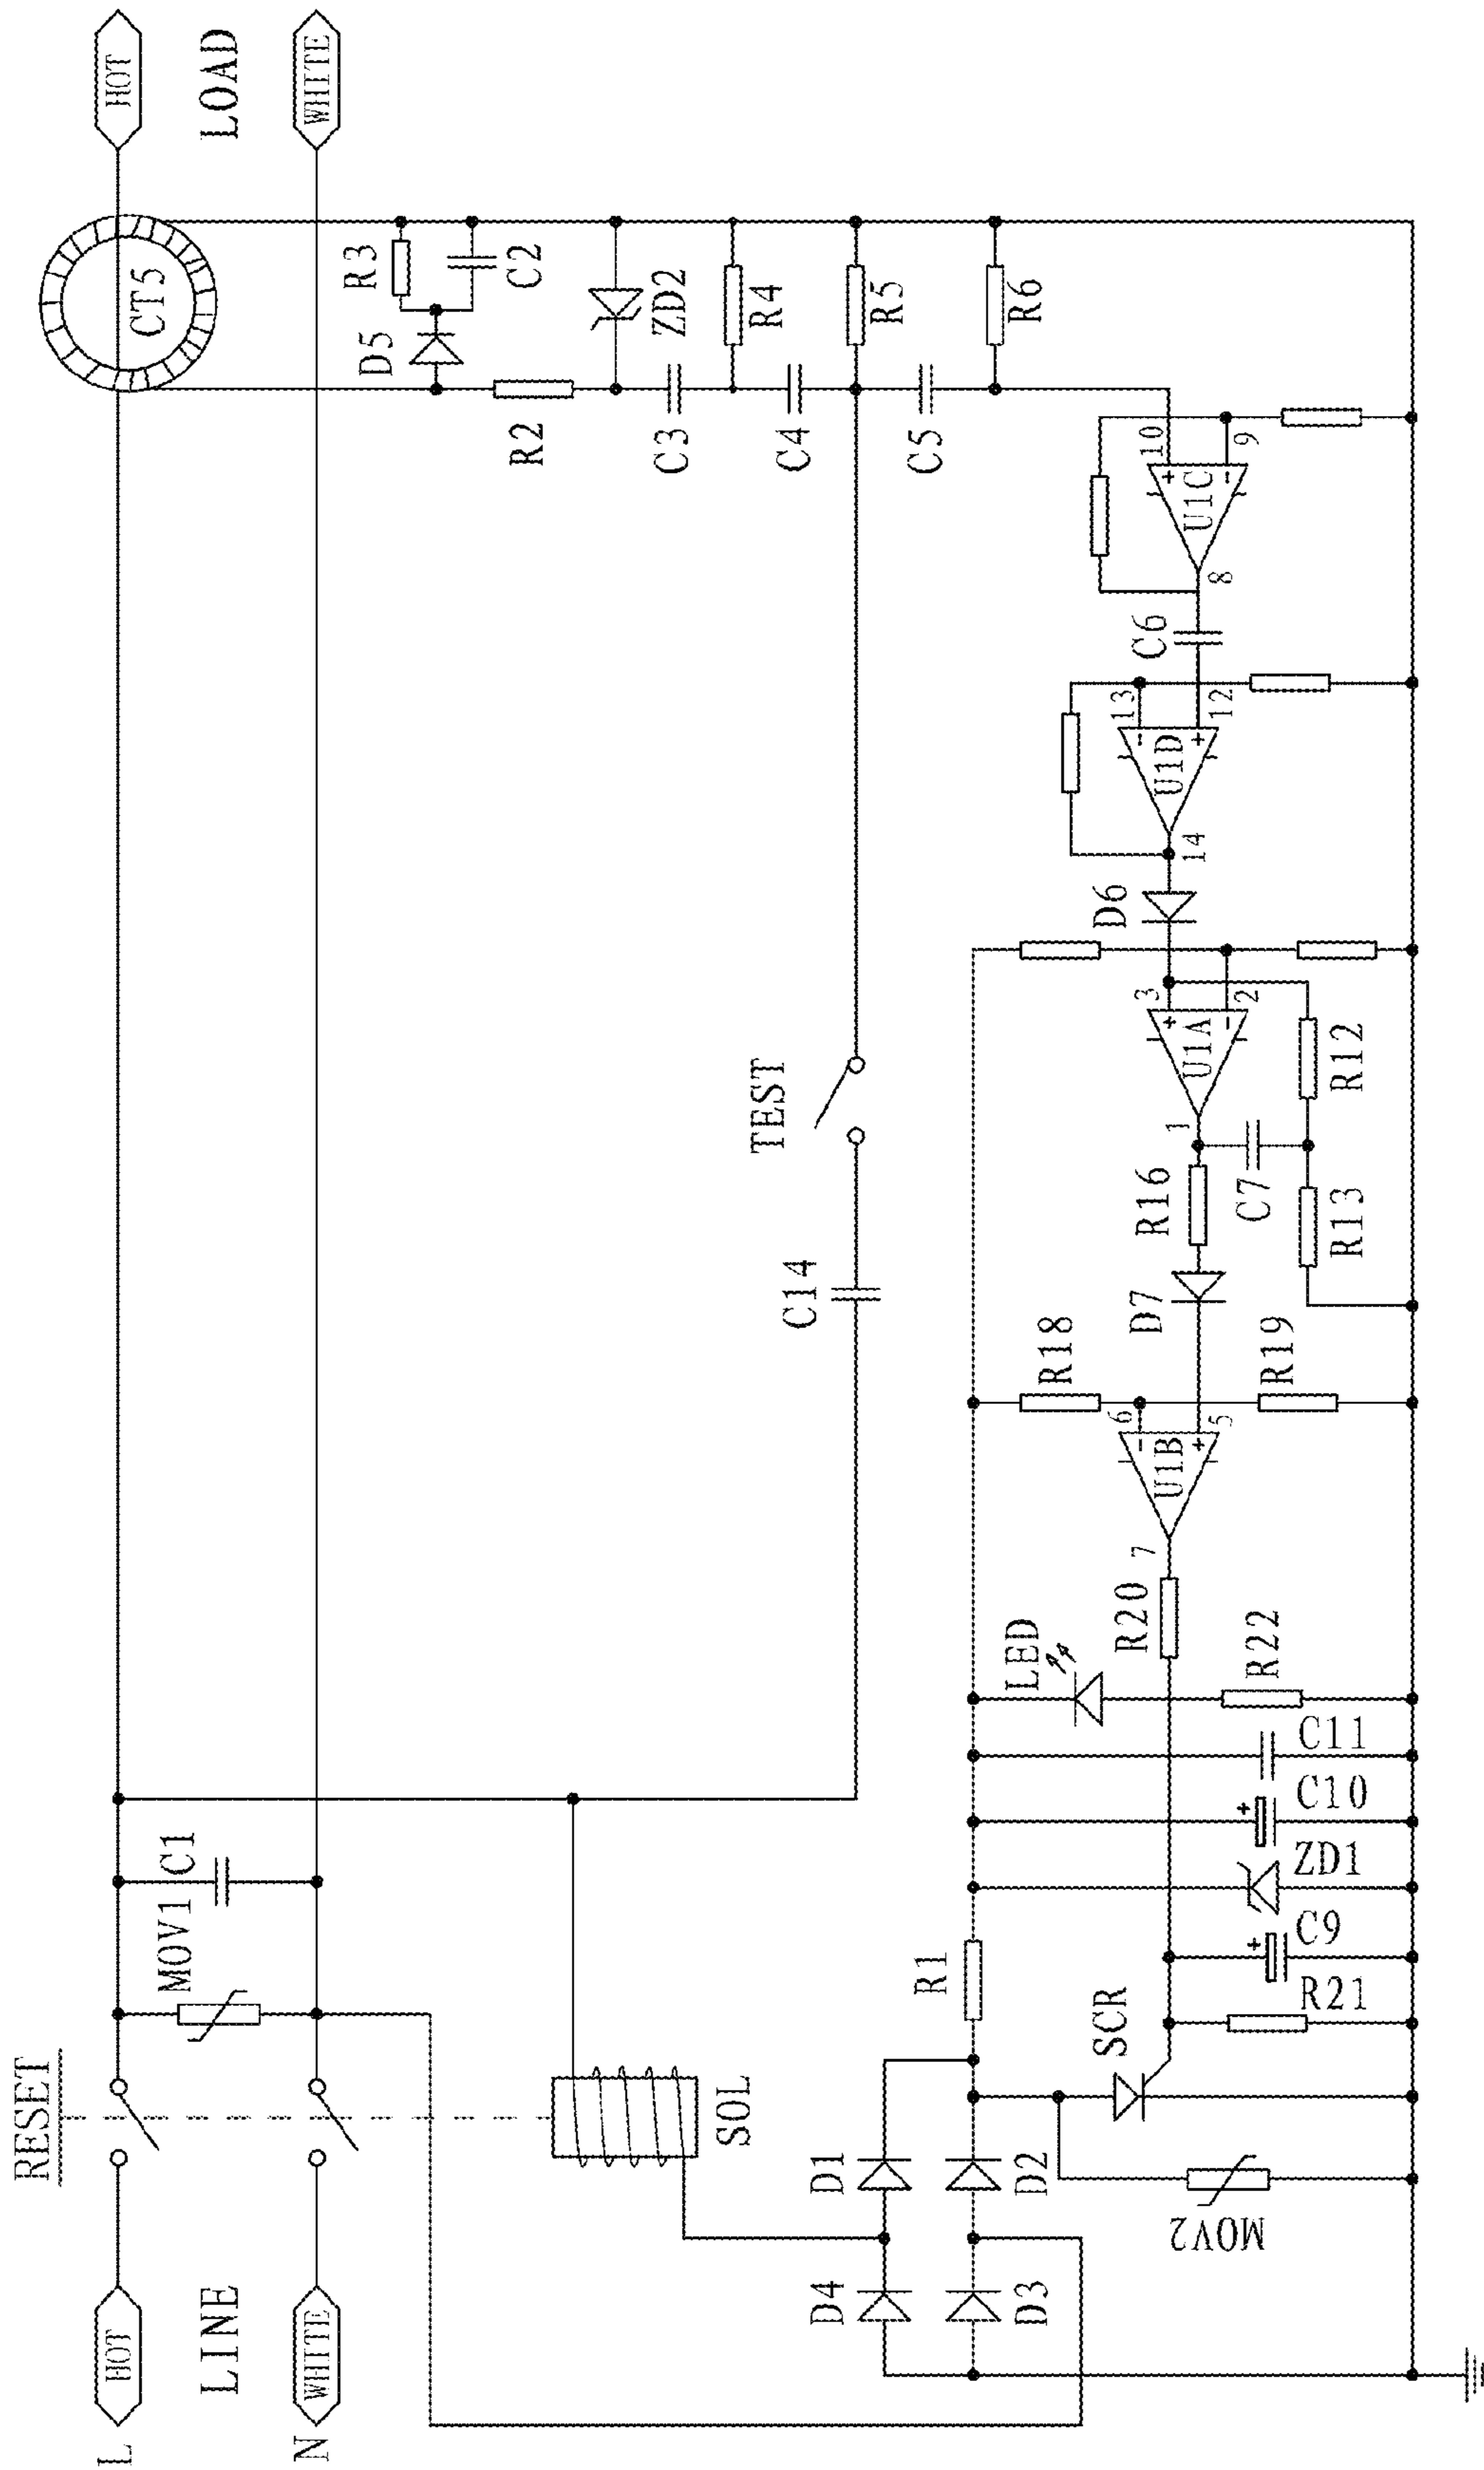 RESET
L
HOT
LINE
N
WHITE
MOV1
C1
SOL
CT5
HOT
LOAD
WHITE
D5
R3
C2
R2
ZD2
C3
R4
C4
R5
C5
R6
TEST
C14
D1
D4
D2
D3
R1
MOV2
SCR
R21
C9
ZD1
C10
C11
LED
R22
R20
7
U1B
-
+
6
5
R18
R19
D7
R16
C7
R13
R12
1
U1A
+
-
3
2
D6
14
U1D
-
+
13
12
C6
8
U1C
+
-
10
9